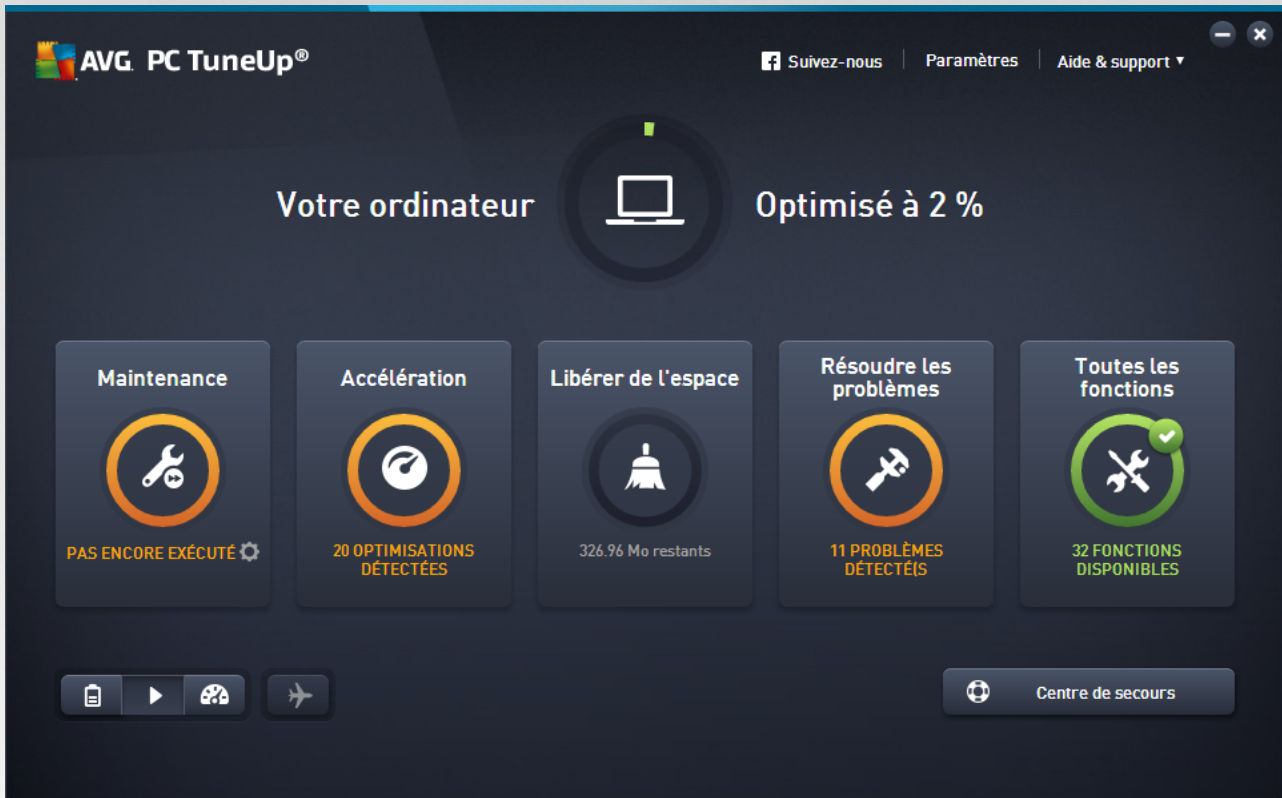 AVG. PC TuneUp®
Suivez-nous
Paramètres
Aide & support
Votre ordinateur
Optimisé à 2 %
Maintenance
PAS ENCORE EXÉCUTÉ
Accélération
20 OPTIMISATIONS
DÉTECTÉES
Libérer de l'espace
326.96 Mo restants
Résoudre les
problèmes
11 PROBLÈMES
DÉTECTÉ(S
Toutes les
fonctions
32 FONCTIONS
DISPONIBLES
Centre de secours